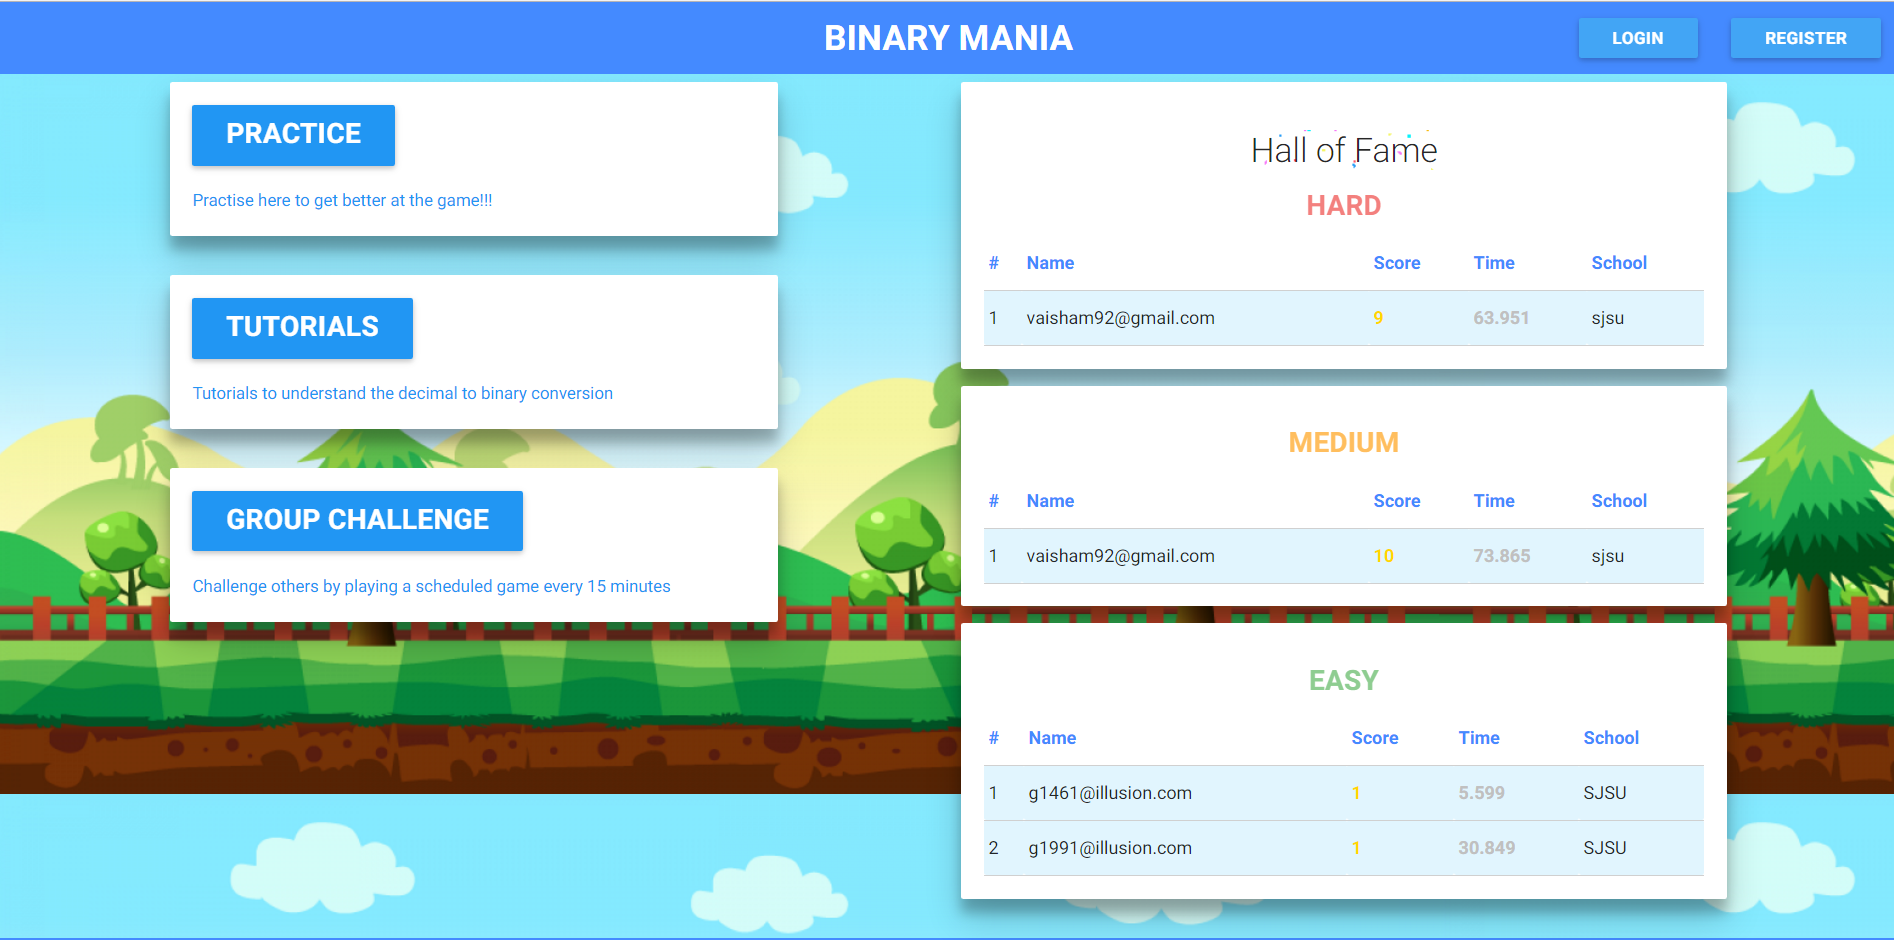 BINARY MANIA
LOGIN
REGISTER
PRACTICE
Practise here to get better at the game!!!
TUTORIALS
Tutorials to understand the decimal to binary conversion
GROUP CHALLENGE
Challenge others by playing a scheduled game every 15 minutes
Hall of Fame
HARD
# Name Score Time School
1 vaisham92@gmail.com 9 63.951 sjsu
MEDIUM
# Name Score Time School
1 vaisham92@gmail.com 10 73.865 sjsu
EASY
# Name Score Time School
1 g1461@illusion.com 1 5.599 SJSU
2 g1991@illusion.com 1 30.849 SJSU